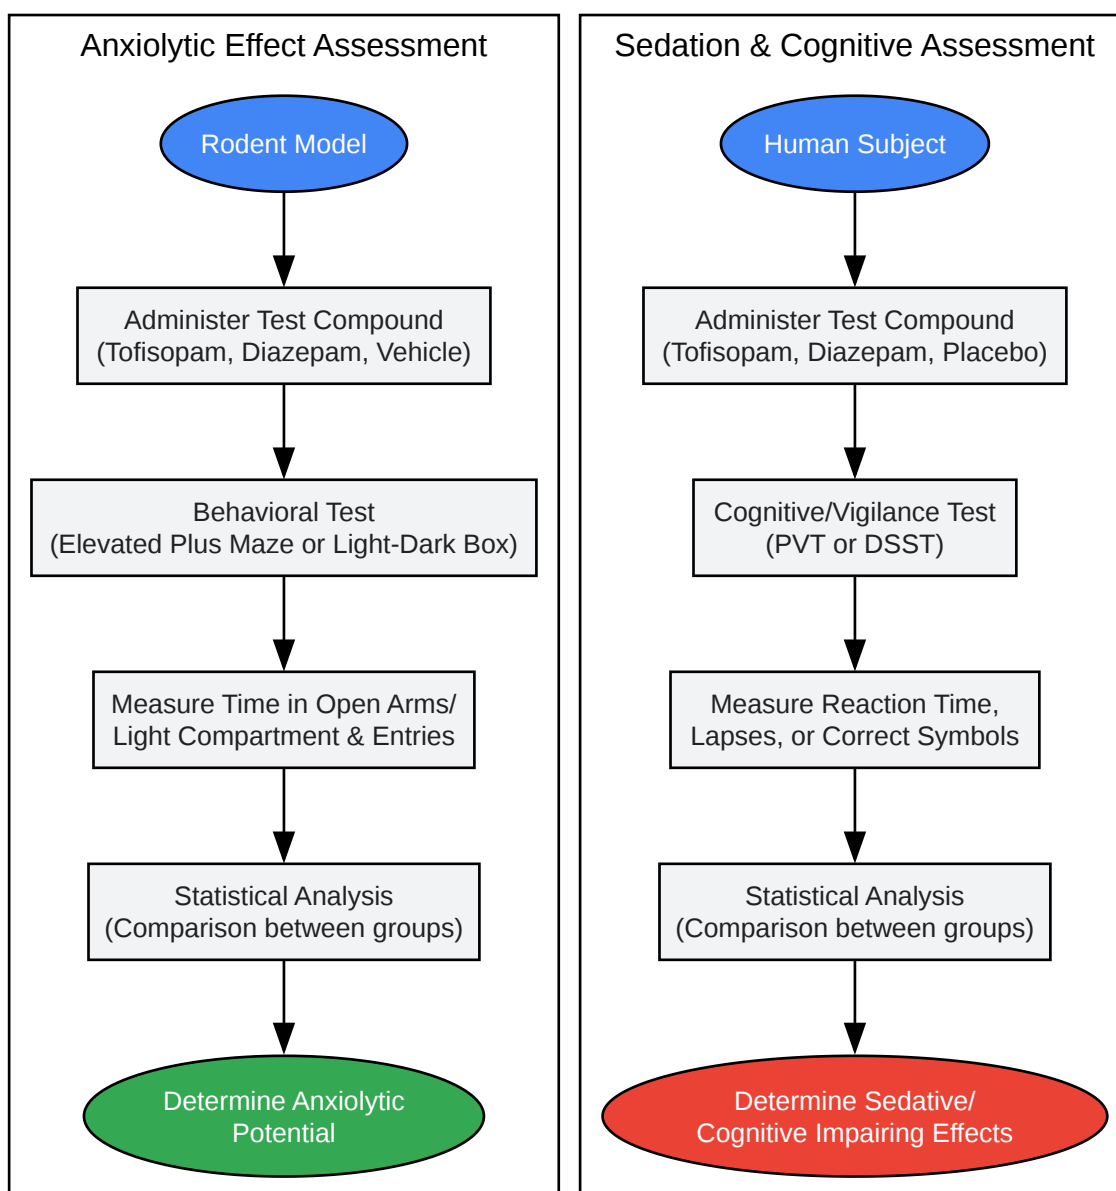 Anxiolytic Effect Assessment
Rodent Model
Administer Test Compound
(Tofisopam, Diazepam, Vehicle)
Behavioral Test
(Elevated Plus Maze or Light-Dark Box)
Measure Time in Open Arms/
Light Compartment & Entries
Statistical Analysis
(Comparison between groups)
Determine Anxiolytic
Potential
Sedation & Cognitive Assessment
Human Subject
Administer Test Compound
(Tofisopam, Diazepam, Placebo)
Cognitive/Vigilance Test
(PVT or DSST)
Measure Reaction Time,
Lapses, or Correct Symbols
Statistical Analysis
(Comparison between groups)
Determine Sedative/
Cognitive Impairing Effects